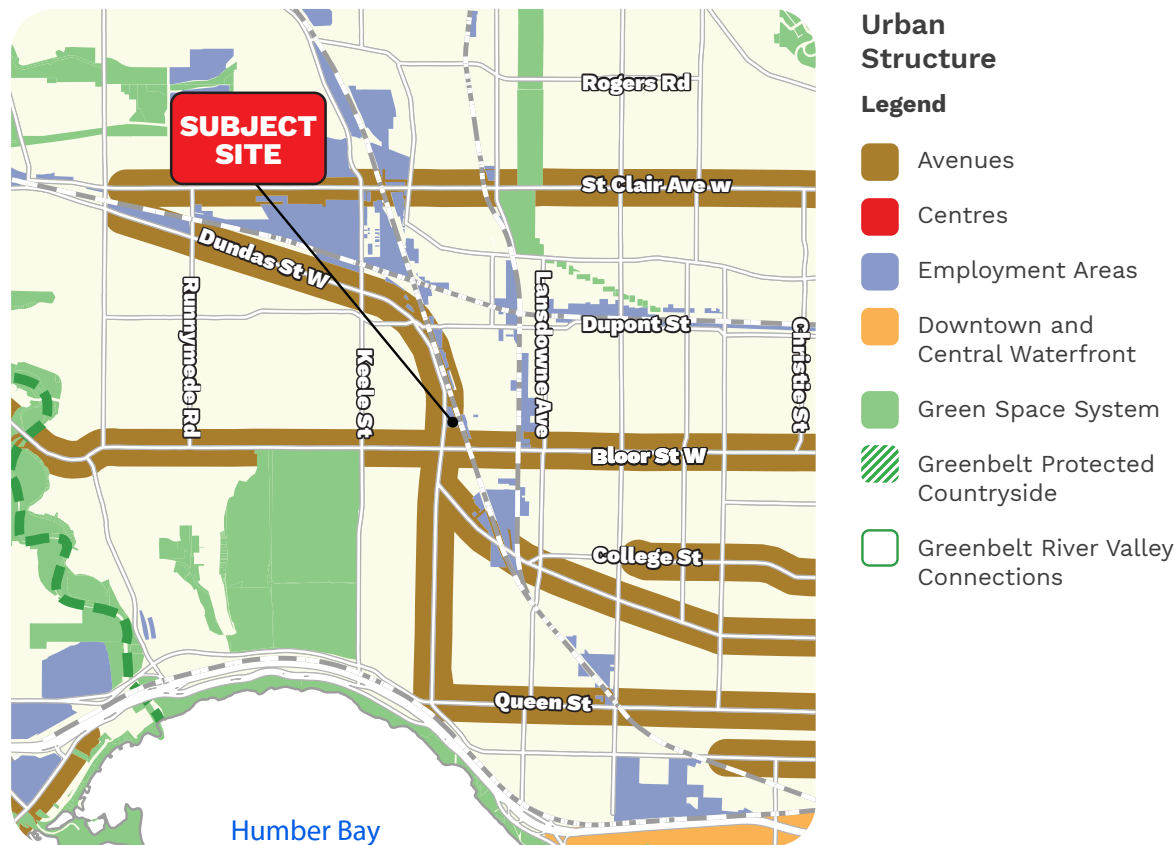 Rogers Rd
SUBJECT
SITE
St Clair Ave w
Dundas St W
Runnymede Rd
Keele St
Lansdowne Ave
Dupont St
Christie St
Bloor St W
College St
Queen St
Humber Bay
Urban
Structure
Legend
Avenues
Centres
Employment Areas
Downtown and
Central Waterfront
Green Space System
Greenbelt Protected
Countryside
Greenbelt River Valley
Connections